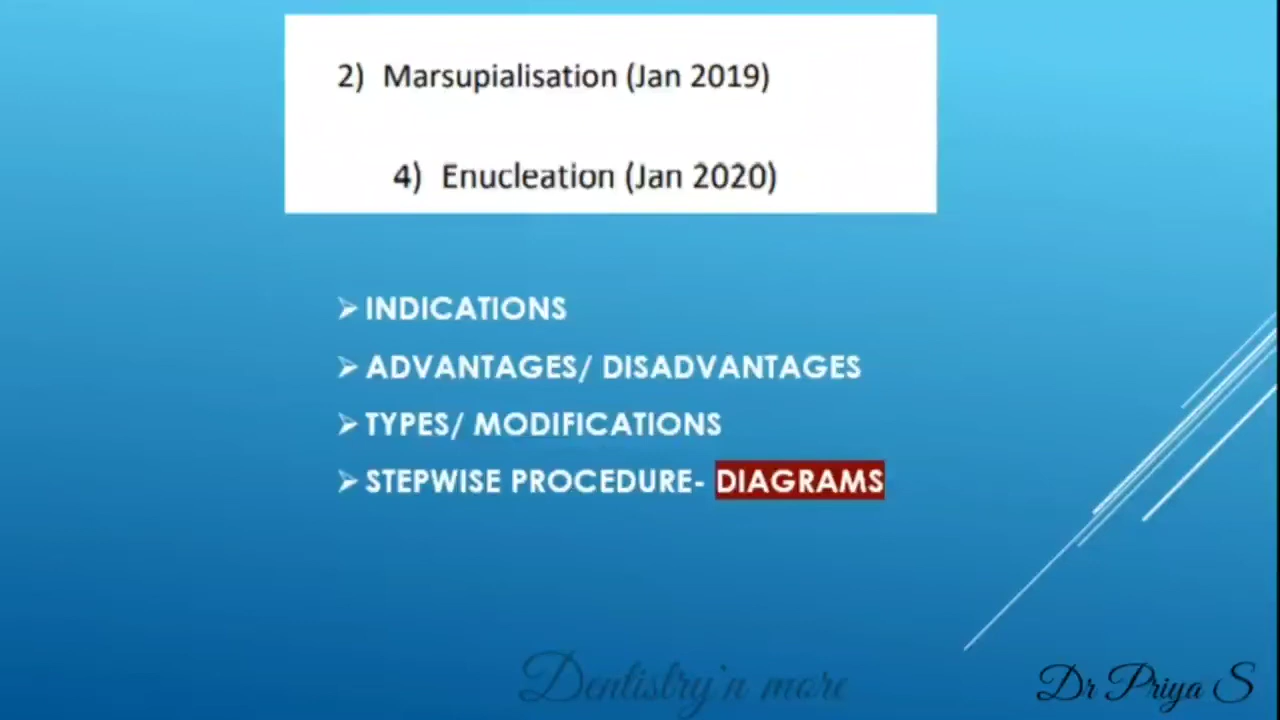 2) Marsupialisation (Jan 2019)
4) Enucleation (Jan 2020)
➢ INDICATIONS
➢ ADVANTAGES/ DISADVANTAGES
➢ TYPES/ MODIFICATIONS
➢ STEPWISE PROCEDURE- DIAGRAMS
Dentistry'n more
Dr Priya S